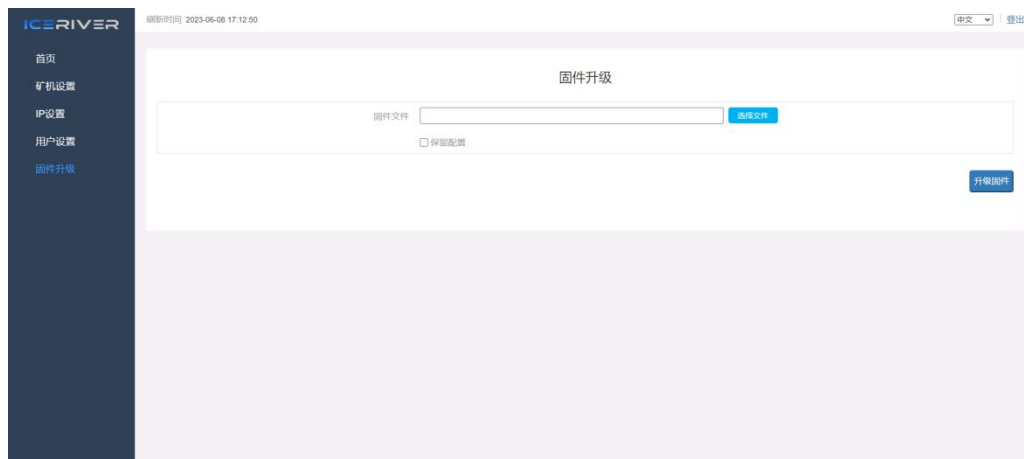 ICERIVER
刷新时间 2023-06-08 17:12:50
中文
登出
首页
矿机设置
IP设置
用户设置
固件升级
固件升级
固件文件
选择文件
保留配置
升级固件